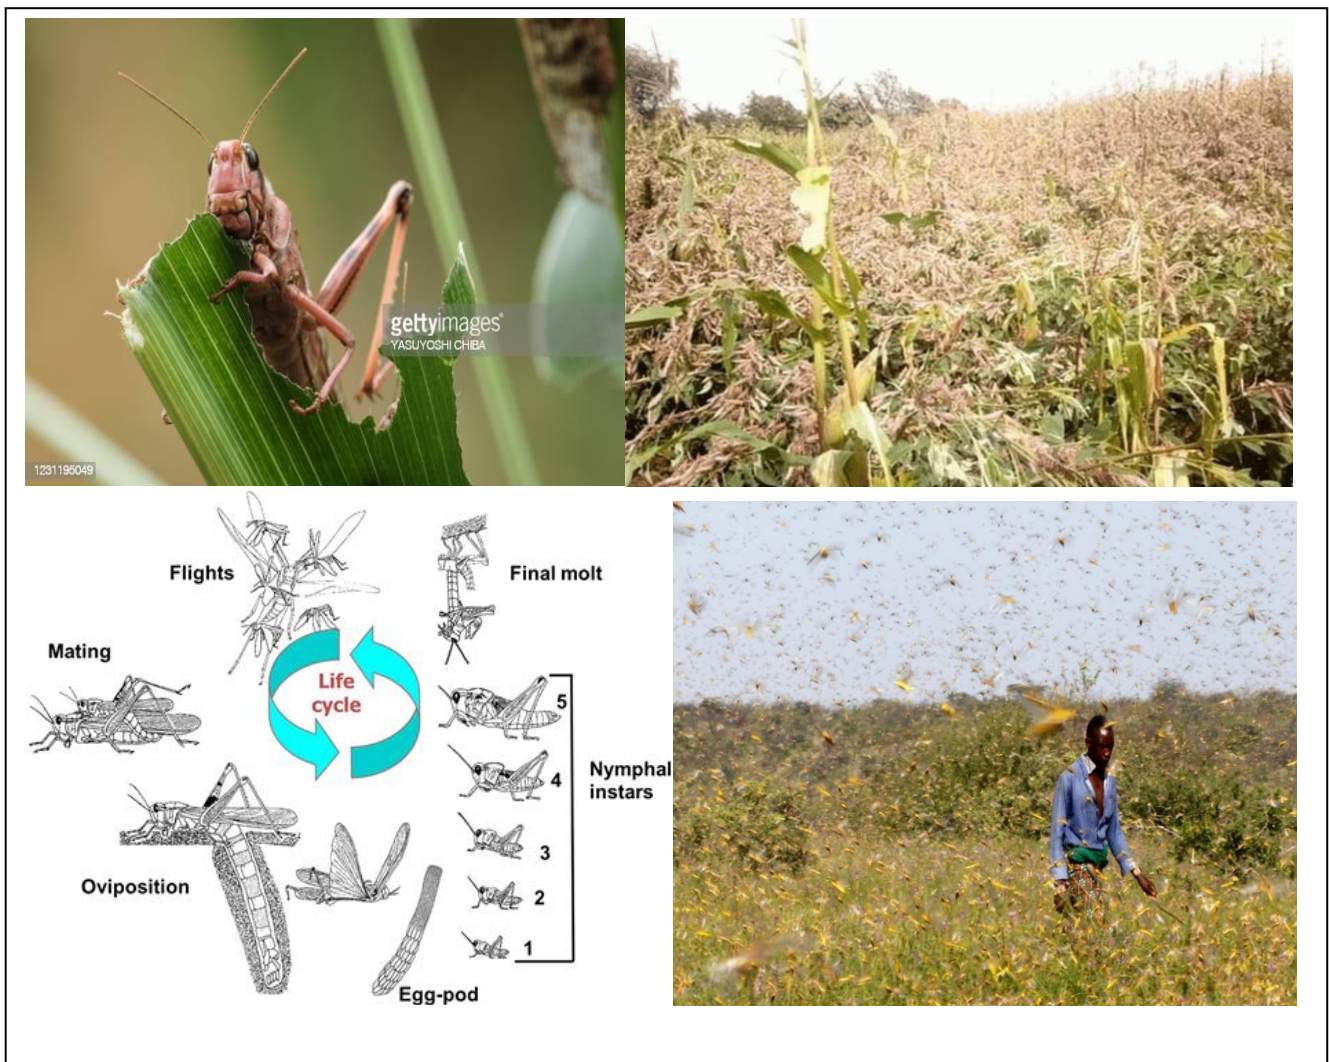 gettyimages®
YASUYOSHI CHIBA
1231195049
Flights
Final molt
Mating
Life
cycle
5
4
Nymphal
instars
3
Oviposition
2
1
Egg-pod